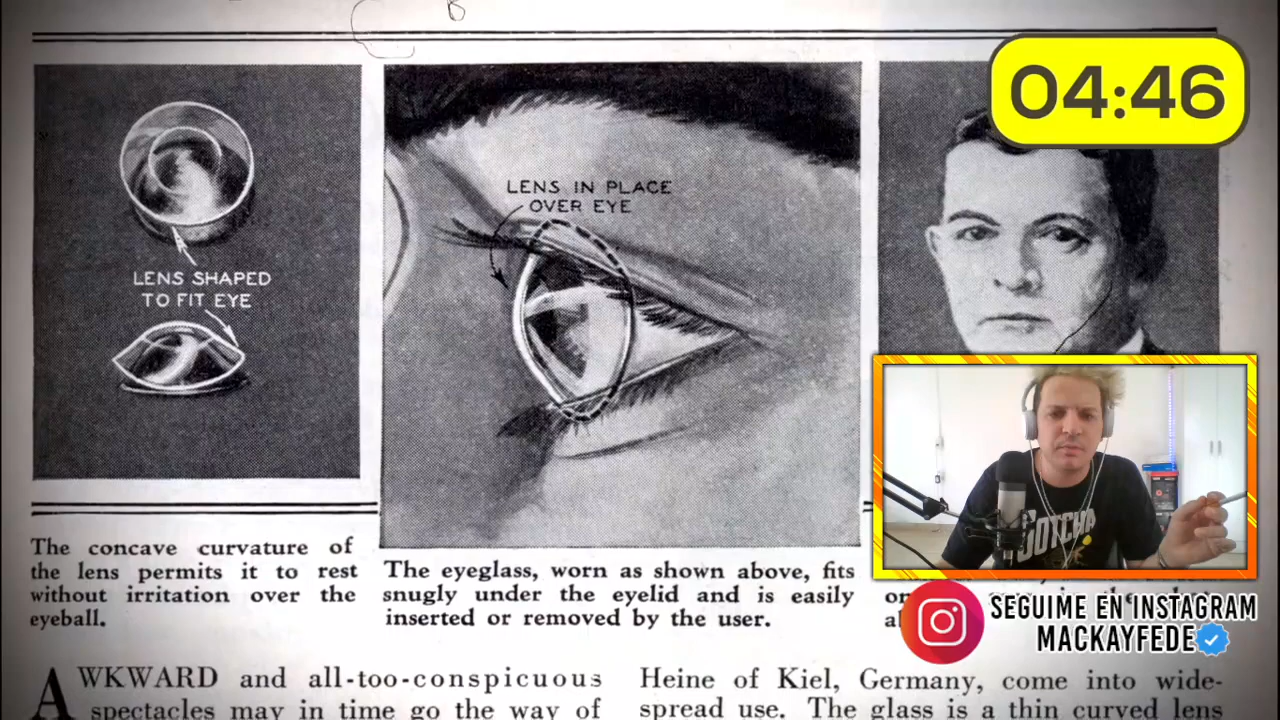 04:46
LENS SHAPED
TO FIT EYE
LENS IN PLACE
OVER EYE
The concave curvature of
the lens permits it to rest
without irritation over the
eyeball.
The eyeglass, worn as shown above, fits
snugly under the eyelid and is easily
inserted or removed by the user.
GOTCHA
SEGUIME EN INSTAGRAM
MACKAYFEDE
AWKWARD and all-too-conspicuous
spectacles may in time go the way of
Heine of Kiel, Germany, come into wide-
spread use. The glass is a thin curved lens